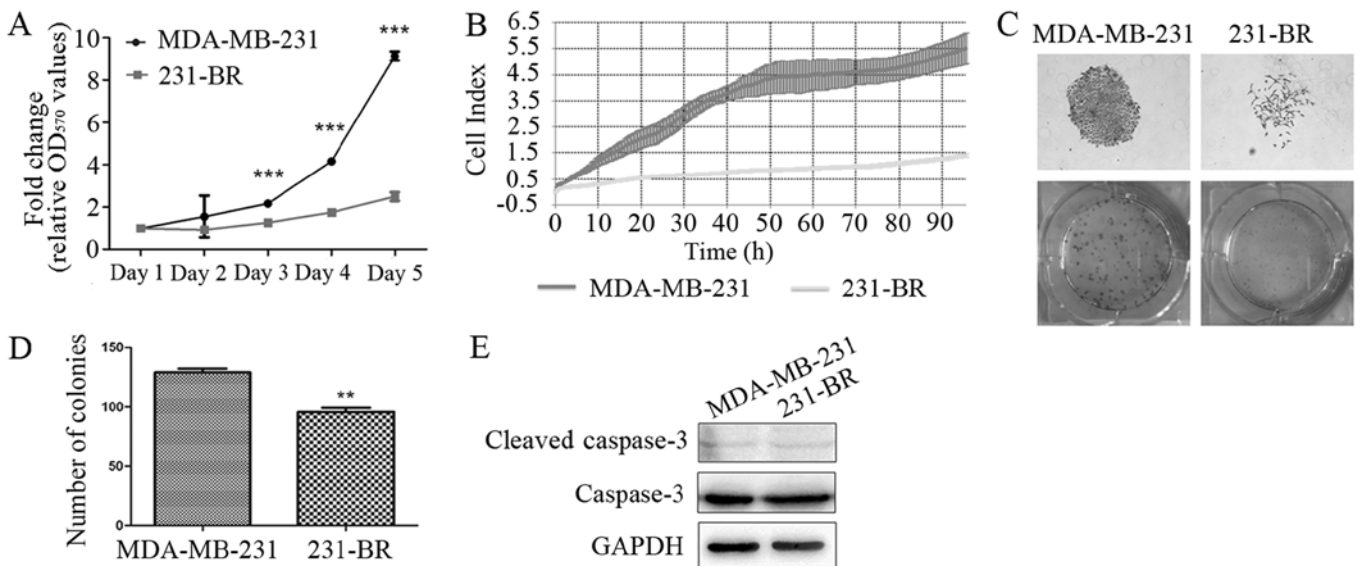 A
Fold change
(relative OD570 values)
10
8
6
4
2
0
MDA-MB-231
231-BR
***
***
***
Day 1 Day 2 Day 3 Day 4 Day 5
B
Cell Index
6.5
5.5
4.5
3.5
2.5
1.5
0.5
-0.5
0 10 20 30 40 50 60 70 80 90
Time (h)
MDA-MB-231 231-BR
C
MDA-MB-231 231-BR
D
Number of colonies
150
100
50
0
**
MDA-MB-231 231-BR
E
MDA-MB-231
231-BR
Cleaved caspase-3
Caspase-3
GAPDH